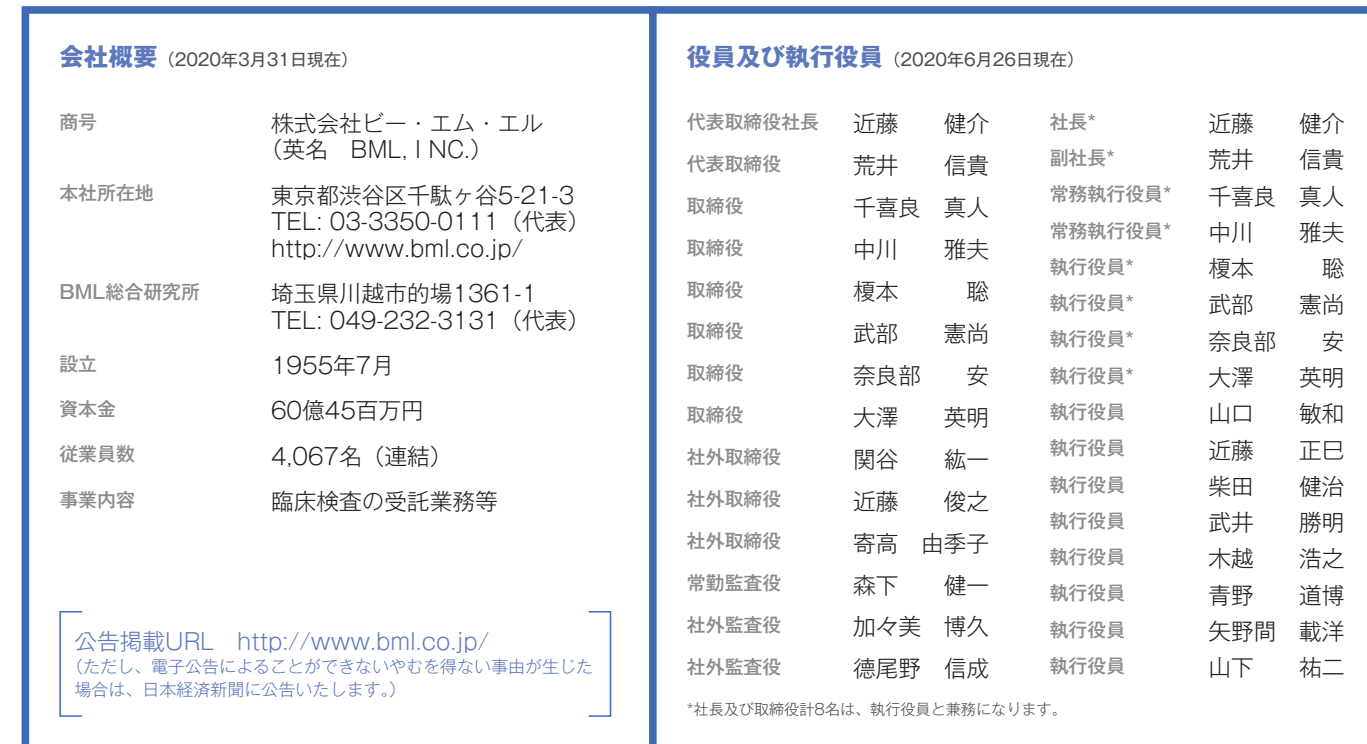 会社概要（2020年3月31日現在）
商号 株式会社ビー・エム・エル
（英名　BML, I NC.）
本社所在地 東京都渋谷区千駄ヶ谷5-21-3
TEL: 03-3350-0111（代表）
http://www.bml.co.jp/
BML総合研究所 埼玉県川越市的場1361-1
TEL: 049-232-3131（代表）
設立 1955年7月
資本金 60億45百万円
従業員数 4,067名（連結）
事業内容 臨床検査の受託業務等
公告掲載URL　http://www.bml.co.jp/
（ただし、電子公告によることができないやむを得ない事由が生じた
場合は、日本経済新聞に公告いたします。）
役員及び執行役員（2020年6月26日現在）
代表取締役社長 近藤　健介
代表取締役 荒井　信貴
取締役 千喜良　真人
取締役 中川　雅夫
取締役 榎本　聡
取締役 武部　憲尚
取締役 奈良部　安
取締役 大澤　英明
社外取締役 関谷　紘一
社外取締役 近藤　俊之
社外取締役 寄高　由季子
常勤監査役 森下　健一
社外監査役 加々美　博久
社外監査役 德尾野　信成
社長* 近藤　健介
副社長* 荒井　信貴
常務執行役員* 千喜良　真人
常務執行役員* 中川　雅夫
執行役員* 榎本　聡
執行役員* 武部　憲尚
執行役員* 奈良部　安
執行役員* 大澤　英明
執行役員 山口　敏和
執行役員 近藤　正巳
執行役員 柴田　健治
執行役員 武井　勝明
執行役員 木越　浩之
執行役員 青野　道博
執行役員 矢野間　載洋
執行役員 山下　祐二
*社長及び取締役計8名は、執行役員と兼務になります。